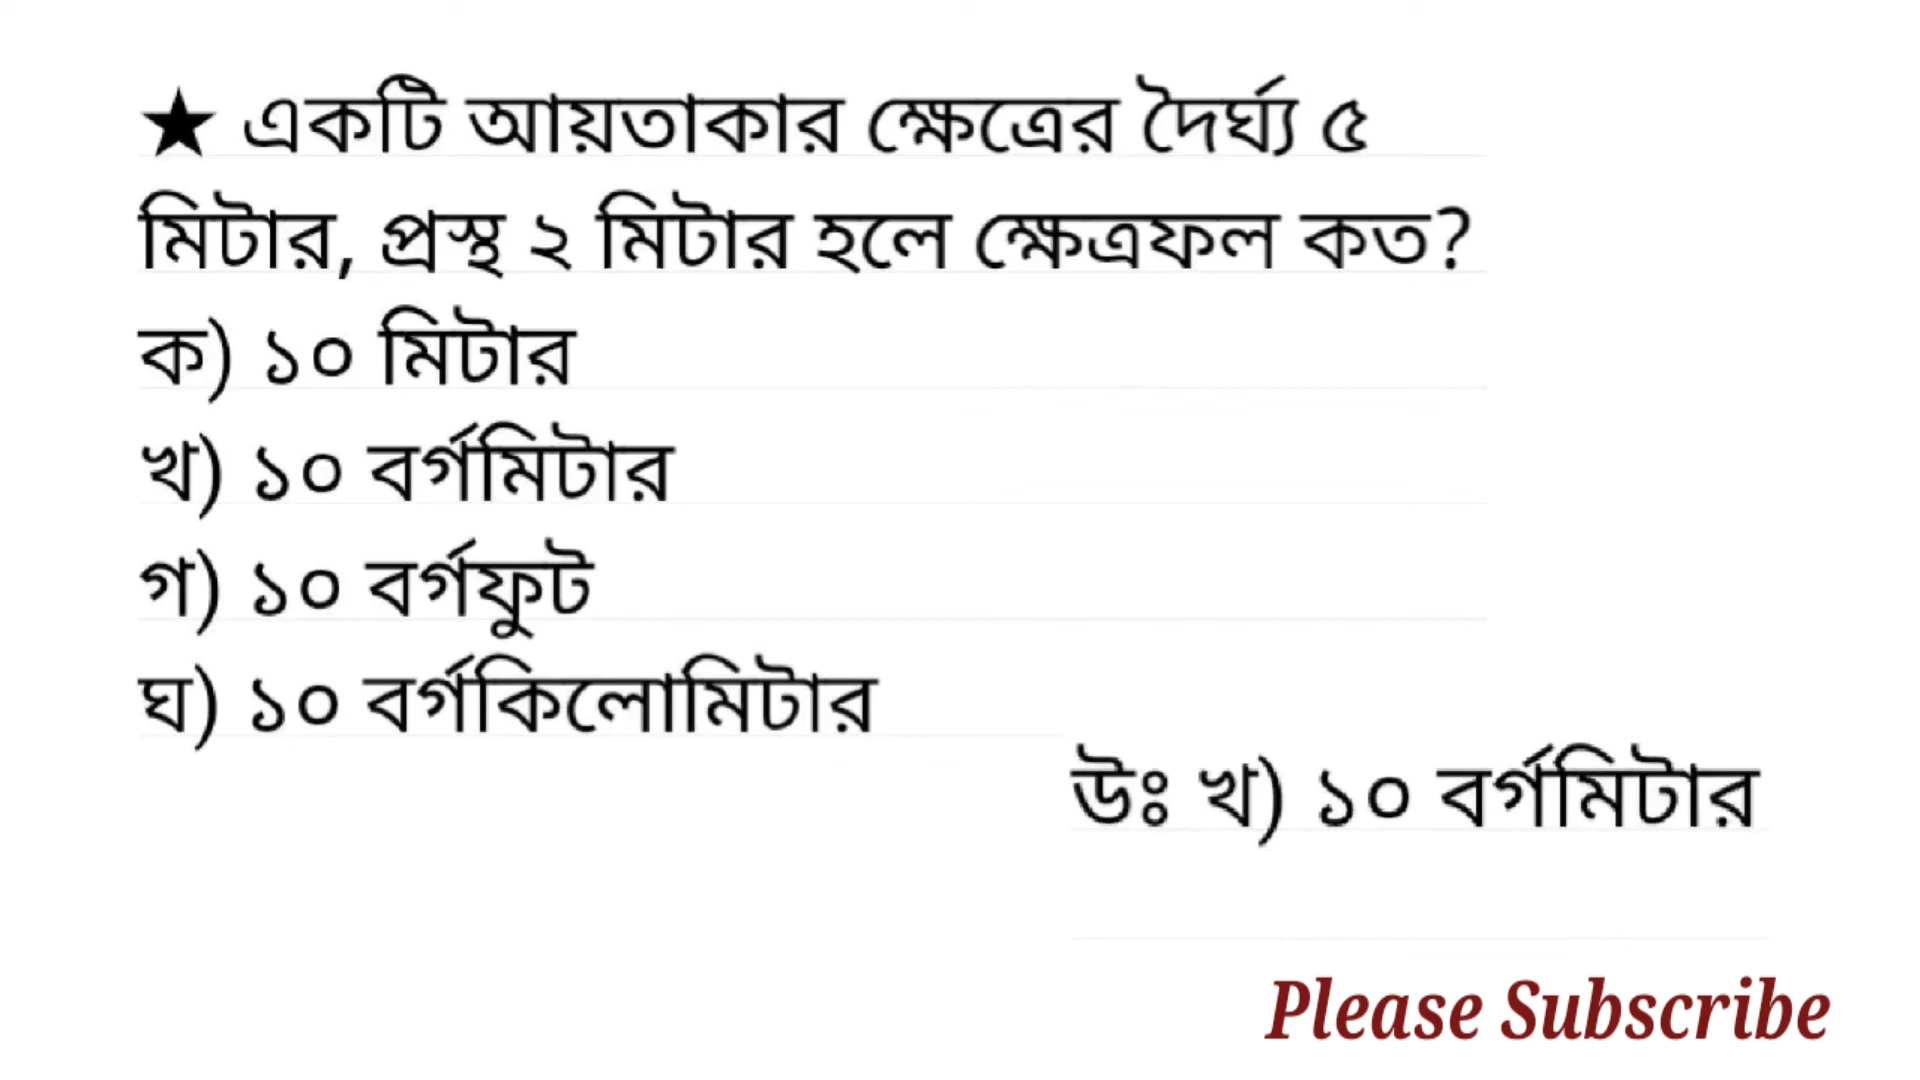 ★ একটি আয়তাকার ক্ষেত্রের দৈর্ঘ্য ৫
মিটার, প্রস্থ ২ মিটার হলে ক্ষেত্রফল কত?
ক) ১০ মিটার
খ) ১০ বর্গমিটার
গ) ১০ বর্গফুট
ঘ) ১০ বর্গকিলোমিটার
উঃ খ) ১০ বর্গমিটার
Please Subscribe